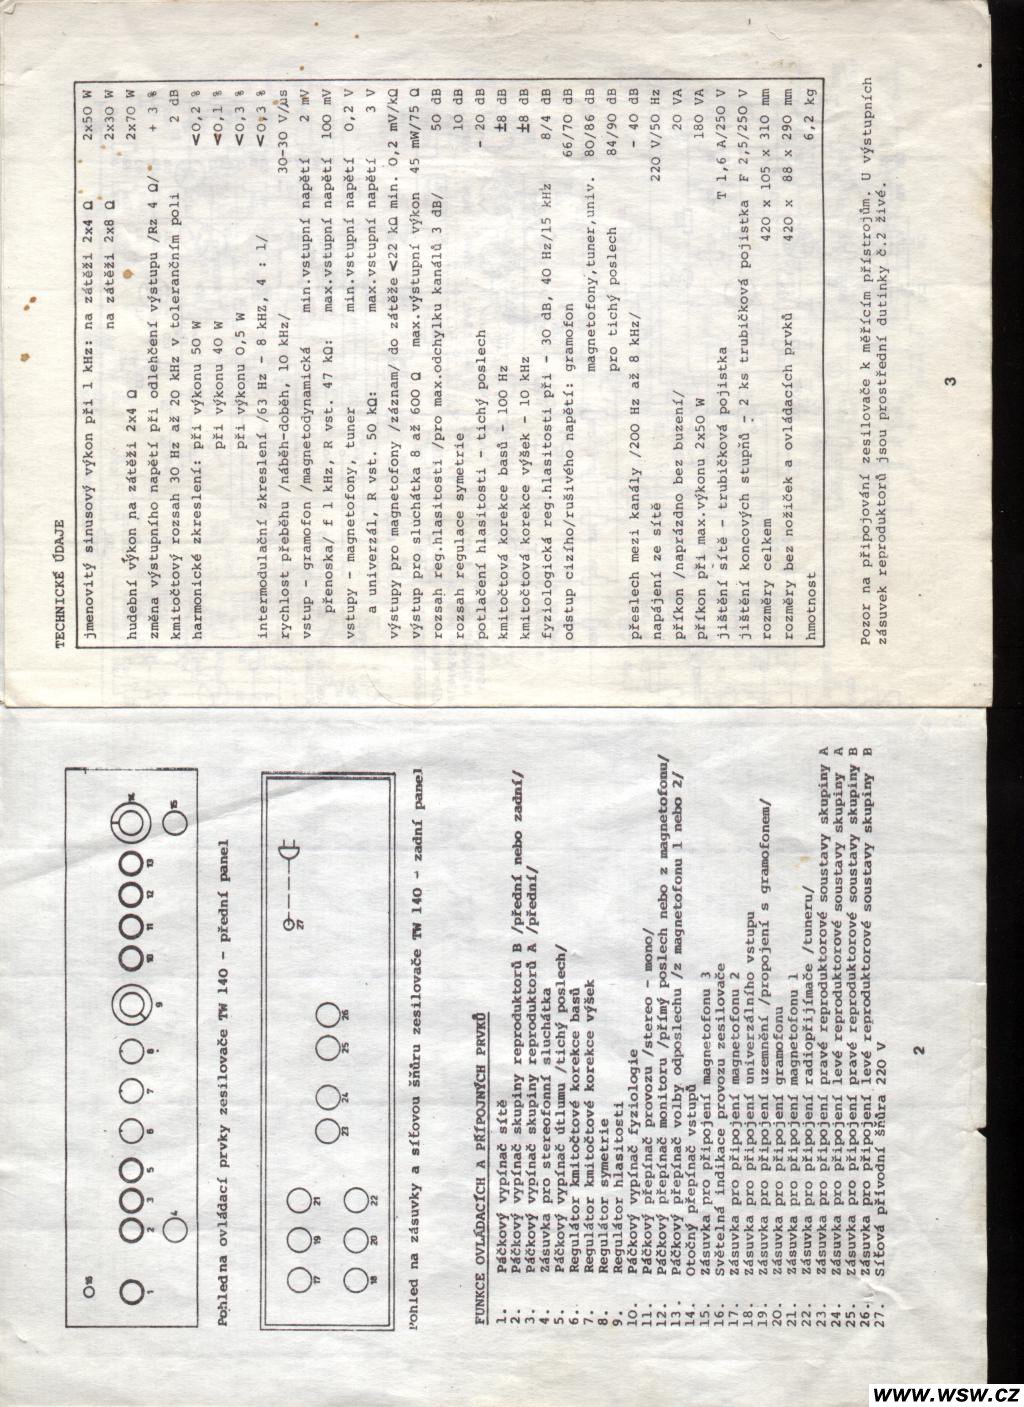 Pohled na ovládací prvky zesilovače TW 140 - přední panel
Pohled na zásuvky a síťovou šňůru zesilovače TW 140 - zadní panel
FUNKCE OVLÁDACÍCH A PŘÍPOJNÝCH PRVKŮ
1. Páčkový vypínač sítě
2. Páčkový vypínač skupiny reproduktorů B /přední nebo zadní/
3. Páčkový vypínač skupiny reproduktorů A /přední/
4. Zásuvka pro stereofonní sluchátka
5. Páčkový vypínač útlumu /tichý poslech/
6. Regulátor kmitočtové korekce basů
7. Regulátor kmitočtové korekce výšek
8. Regulátor symetrie
9. Regulátor hlasitosti
10. Páčkový vypínač fyziologie
11. Páčkový přepínač provozu /stereo - mono/
12. Páčkový přepínač monitoru /přímý poslech nebo z magnetofonu/
13. Páčkový přepínač volby odposlechu /z magnetofonu 1 nebo 2/
14. Otočný přepínač vstupů
15. Zásuvka pro připojení magnetofonu 3
16. Světelná indikace provozu zesilovače
17. Zásuvka pro připojení magnetofonu 2
18. Zásuvka pro připojení univerzálního vstupu
19. Zásuvka pro připojení uzemnění /propojení s gramofonem/
20. Zásuvka pro připojení gramofonu
21. Zásuvka pro připojení magnetofonu 1
22. Zásuvka pro připojení radiopřijímače /tuneru/
23. Zásuvka pro připojení pravé reproduktorové soustavy skupiny A
24. Zásuvka pro připojení levé reproduktorové soustavy skupiny A
25. Zásuvka pro připojení pravé reproduktorové soustavy skupiny B
26. Zásuvka pro připojení levé reproduktorové soustavy skupiny B
27. Síťová přívodní šňůra 220 V
2
TECHNICKÉ ÚDAJE
jmenovitý sinusový výkon při 1 kHz: na zátěži 2x4 Ω 2x50 W
na zátěži 2x8 Ω 2x30 W
hudební výkon na zátěži 2x4 Ω 2x70 W
změna výstupního napětí při odlehčení výstupu /Rz 4 Ω/ + 3 %
kmitočtový rozsah 30 Hz až 20 kHz v tolerančním poli 2 dB
harmonické zkreslení: při výkonu 50 W <0,2 %
při výkonu 40 W <0,1 %
při výkonu 0,5 W <0,3 %
intermodulační zkreslení /63 Hz - 8 kHz, 4 : 1/ <0,3 %
rychlost přeběhu /náběh-doběh, 10 kHz/ 30-30 V/us
vstup - gramofon /magnetodynamická min.vstupní napětí 2 mV
přenoska/ f 1 kHz, R vst. 47 kΩ: max.vstupní napětí 100 mV
vstupy - magnetofony, tuner min.vstupní napětí 0,2 V
a univerzál, R vst. 50 kΩ: max.vstupní napětí 3 V
výstupy pro magnetofony /záznam/ do zátěže <22 kΩ min. 0,2 mV/kΩ
výstup pro sluchátka 8 až 600 Ω max.výstupní výkon 45 mW/75 Ω
rozsah reg.hlasitosti /pro max.odchylku kanálů 3 dB/ 50 dB
rozsah regulace symetrie 10 dB
potlačení hlasitosti - tichý poslech - 20 dB
kmitočtová korekce basů - 100 Hz ±8 dB
kmitočtová korekce výšek - 10 kHz ±8 dB
fyziologická reg.hlasitosti při - 30 dB, 40 Hz/15 kHz 8/4 dB
odstup cizího/rušivého napětí: gramofon 66/70 dB
magnetofony,tuner,univ. 80/86 dB
pro tichý poslech 84/90 dB
přeslech mezi kanály /200 Hz až 8 kHz/ - 40 dB
napájení ze sítě 220 V/50 Hz
příkon /naprázdno bez buzení/ 20 VA
příkon při max.výkonu 2x50 W 180 VA
jištění sítě - trubičková pojistka T 1,6 A/250 V
jištění koncových stupňů - 2 ks trubičková pojistka F 2,5/250 V
rozměry celkem 420 x 105 x 310 mm
rozměry bez nožiček a ovládacích prvků 420 x 88 x 290 mm
hmotnost 6,2 kg
Pozor na připojování zesilovače k měřícím přístrojům. U výstupních
zásuvek reproduktorů jsou prostřední dutinky č.2 živé.
3
www.wsw.cz